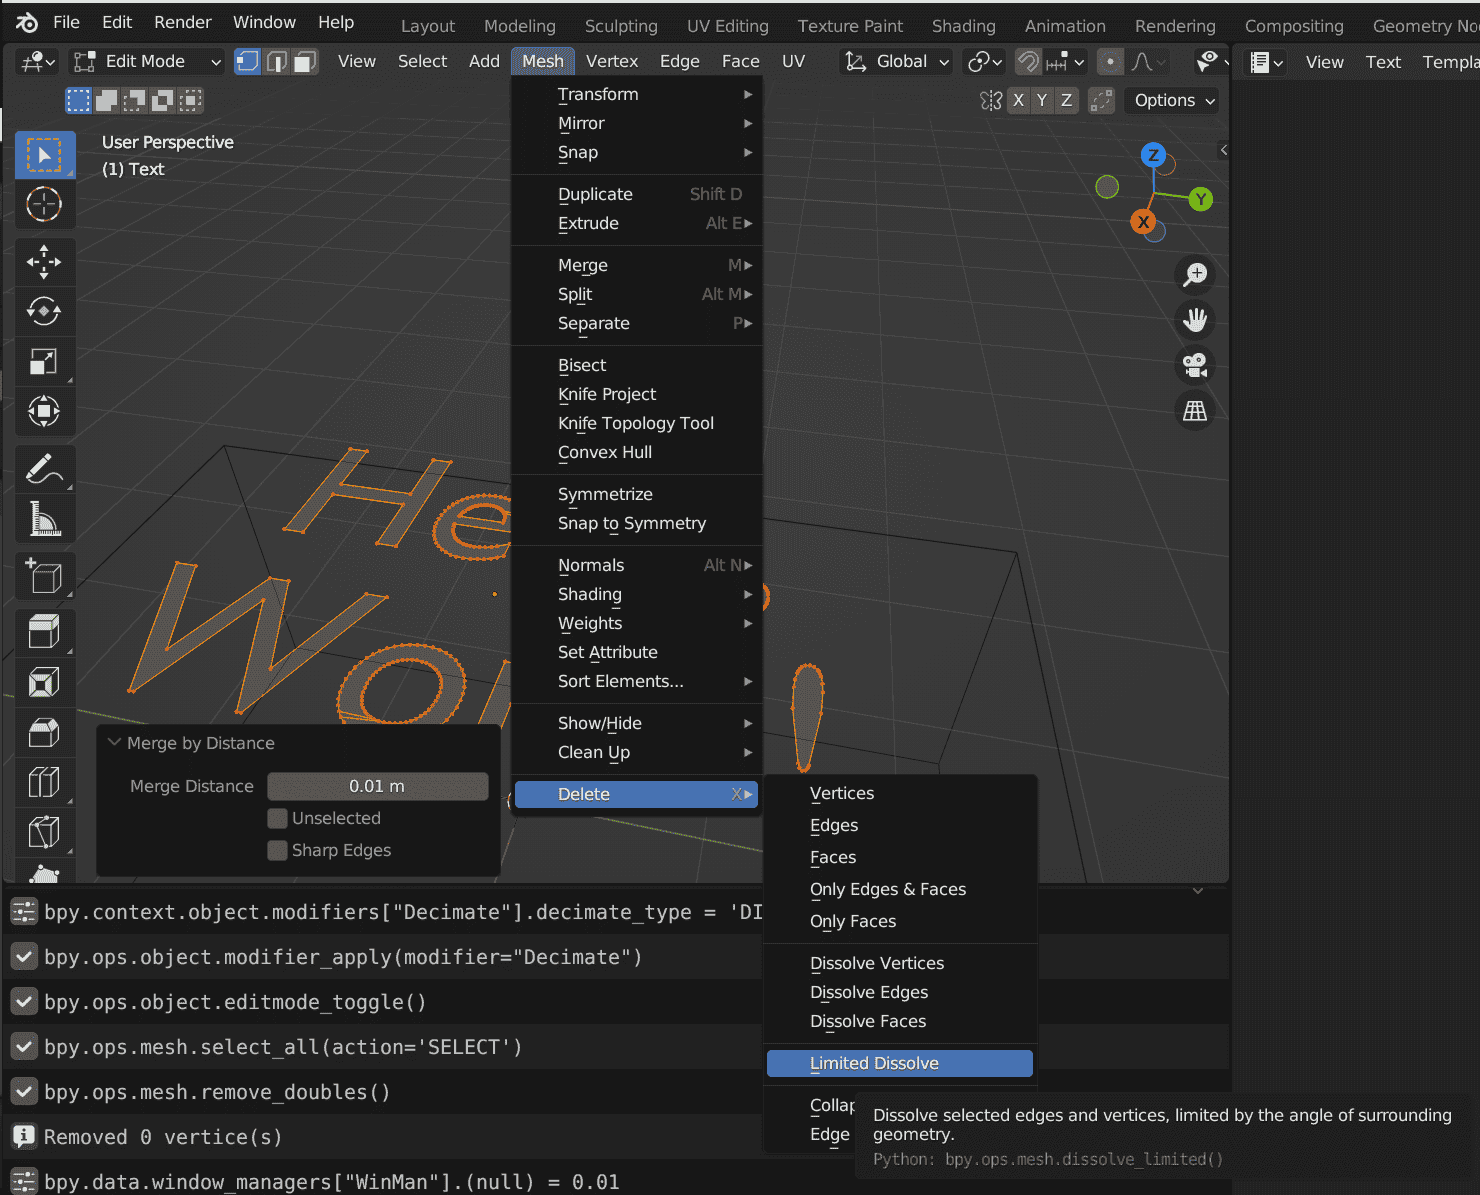 File Edit Render Window Help Layout Modeling Sculpting UV Editing Texture Paint Shading Animation Rendering Compositing Geometry No
Edit Mode View Select Add Mesh Vertex Edge Face UV Global View Text Templa
X Y Z Options
User Perspective
(1) Text
Z
Y
X
Transform
Mirror
Snap
Duplicate Shift D
Extrude Alt E
Merge M
Split Alt M
Separate P
Bisect
Knife Project
Knife Topology Tool
Convex Hull
Symmetrize
Snap to Symmetry
Normals Alt N
Shading
Weights
Set Attribute
Sort Elements...
Show/Hide
Clean Up
Delete X
He
Wo
!
Merge by Distance
Merge Distance 0.01 m
Unselected
Sharp Edges
Vertices
Edges
Faces
Only Edges & Faces
Only Faces
Dissolve Vertices
Dissolve Edges
Dissolve Faces
Limited Dissolve
Collap
Edge
Dissolve selected edges and vertices, limited by the angle of surrounding
geometry.
Python: bpy.ops.mesh.dissolve_limited()
bpy.context.object.modifiers["Decimate"].decimate_type = 'DI
bpy.ops.object.modifier_apply(modifier="Decimate")
bpy.ops.object.editmode_toggle()
bpy.ops.mesh.select_all(action='SELECT')
bpy.ops.mesh.remove_doubles()
Removed 0 vertice(s)
bpy.data.window_managers["WinMan"].(null) = 0.01